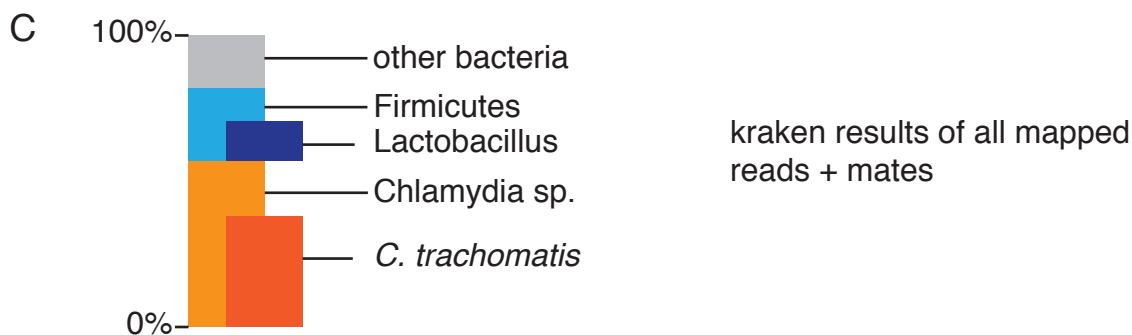 C
100%
other bacteria
Firmicutes
Lactobacillus
Chlamydia sp.
C. trachomatis
0%
kraken results of all mapped
reads + mates